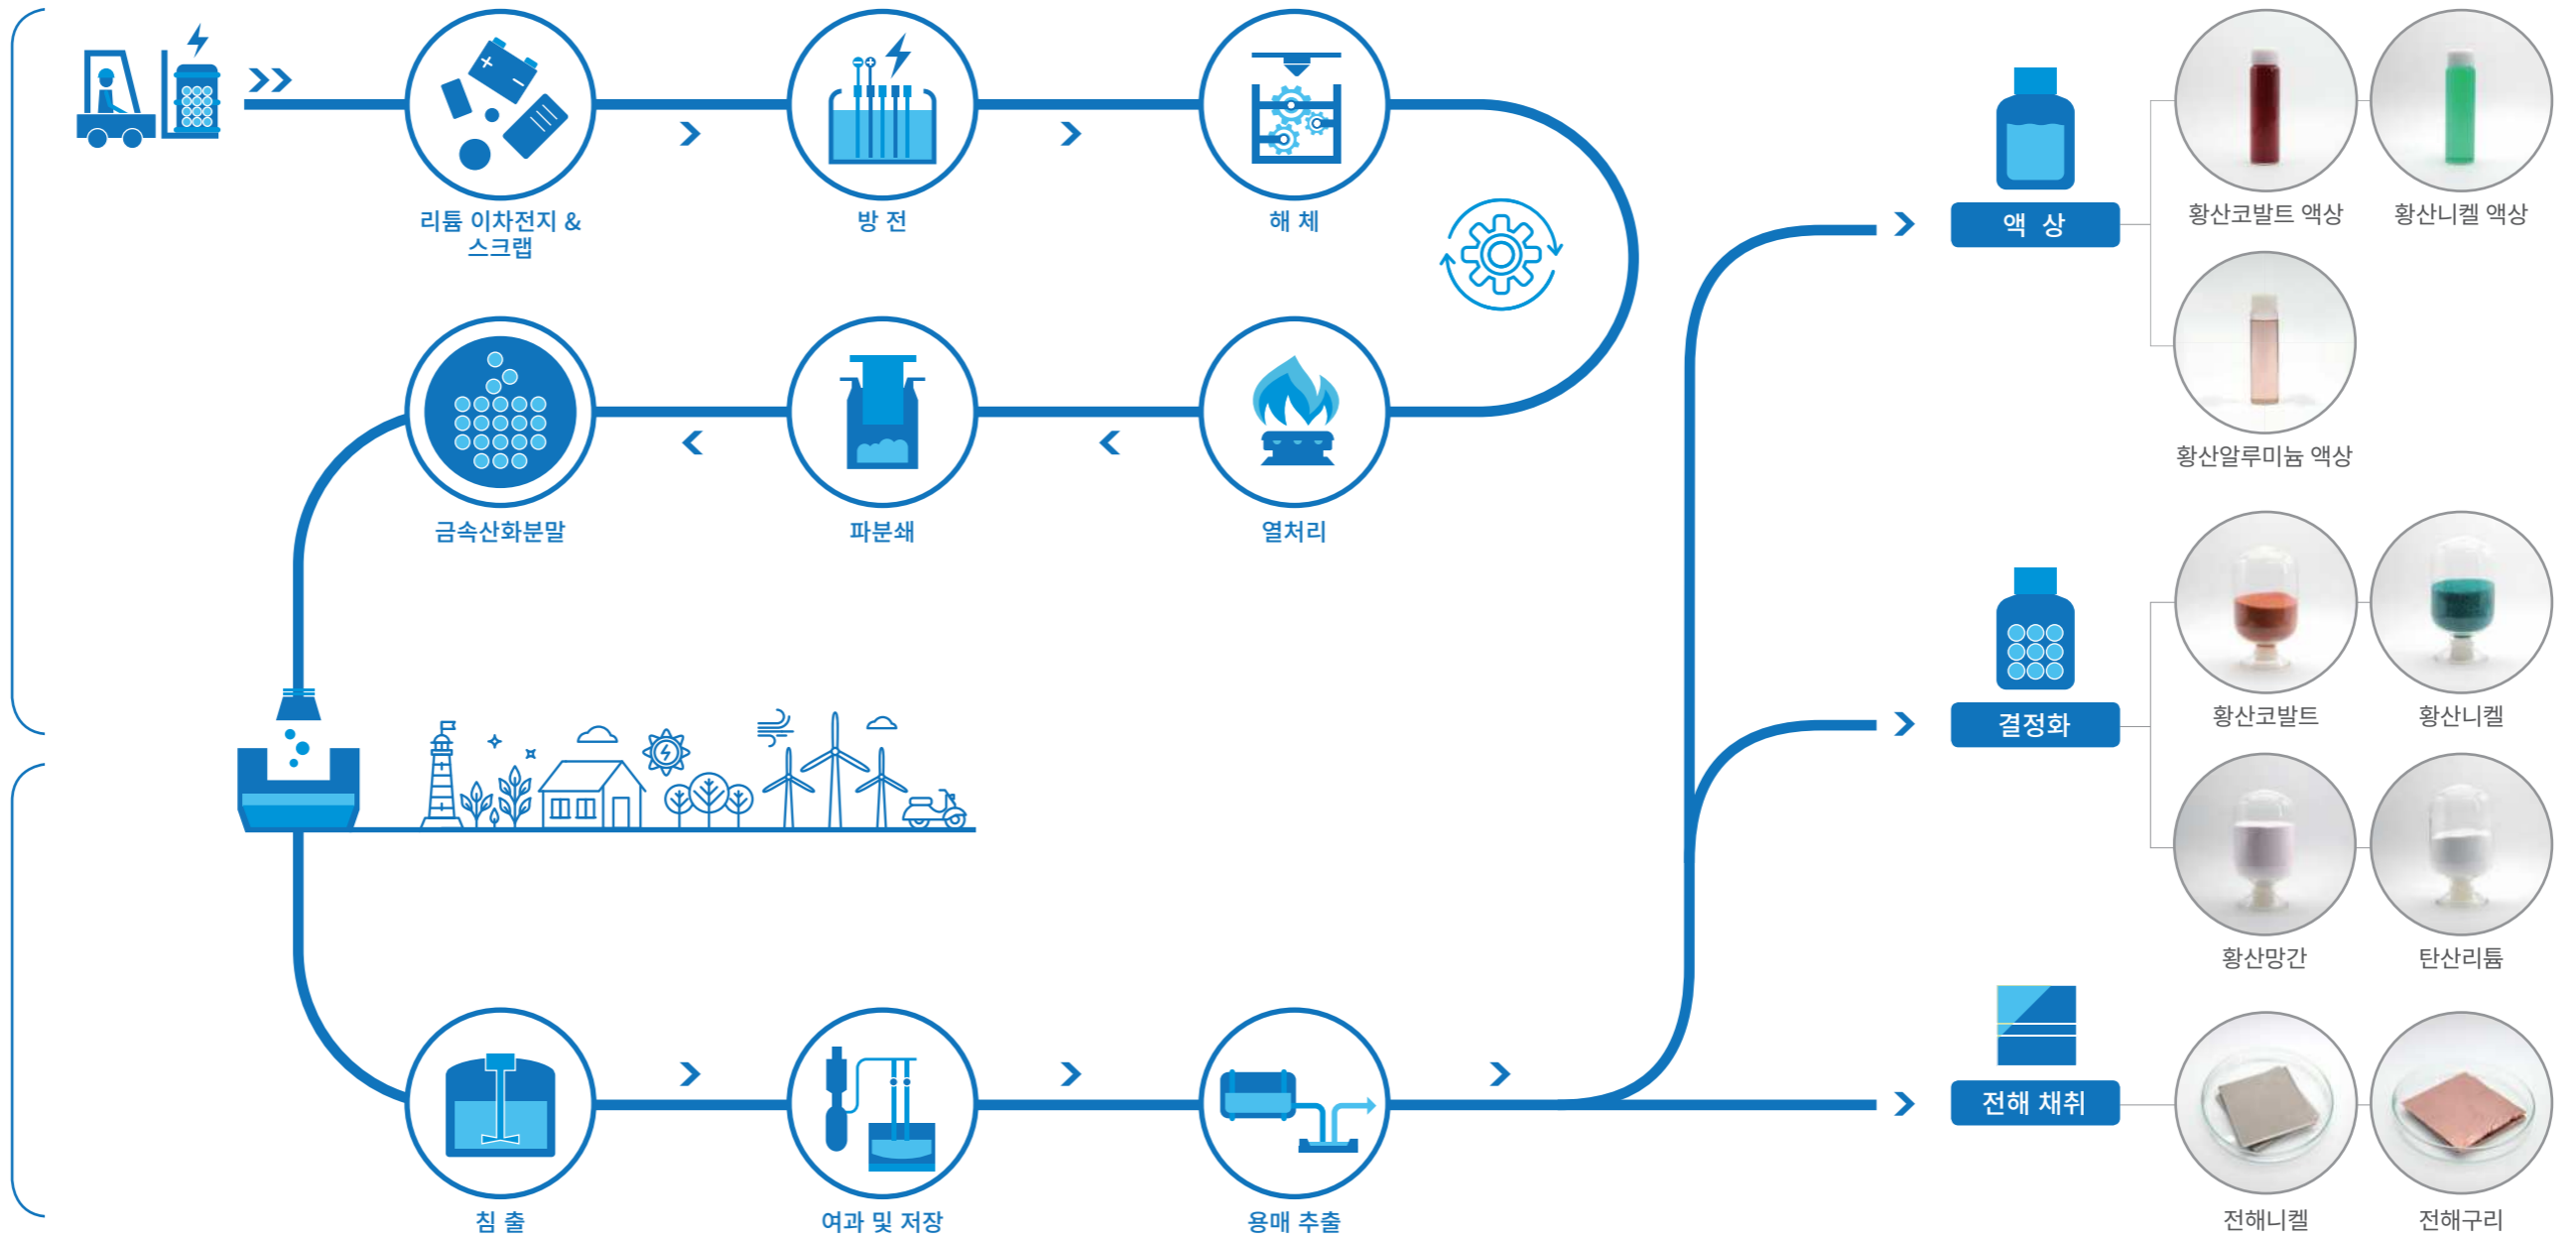 리튬 이차전지 &
스크랩
방 전
해 체
금속산화분말
파분쇄
열처리
침 출
여과 및 저장
용매 추출
액 상
황산코발트 액상
황산니켈 액상
황산알루미늄 액상
결정화
황산코발트
황산니켈
황산망간
탄산리튬
전해 채취
전해니켈
전해구리